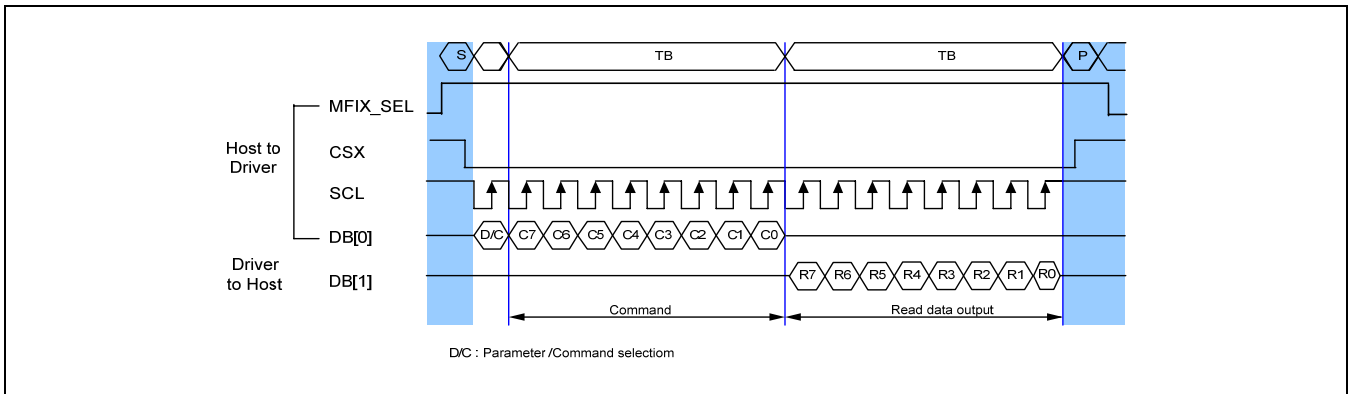 S TB TB P
MFIX_SEL
Host to
Driver
CSX
SCL
DB[0] D/C C7 C6 C5 C4 C3 C2 C1 C0
Driver
to Host
DB[1] R7 R6 R5 R4 R3 R2 R1 R0
Command Read data output
D/C : Parameter /Command selectiom